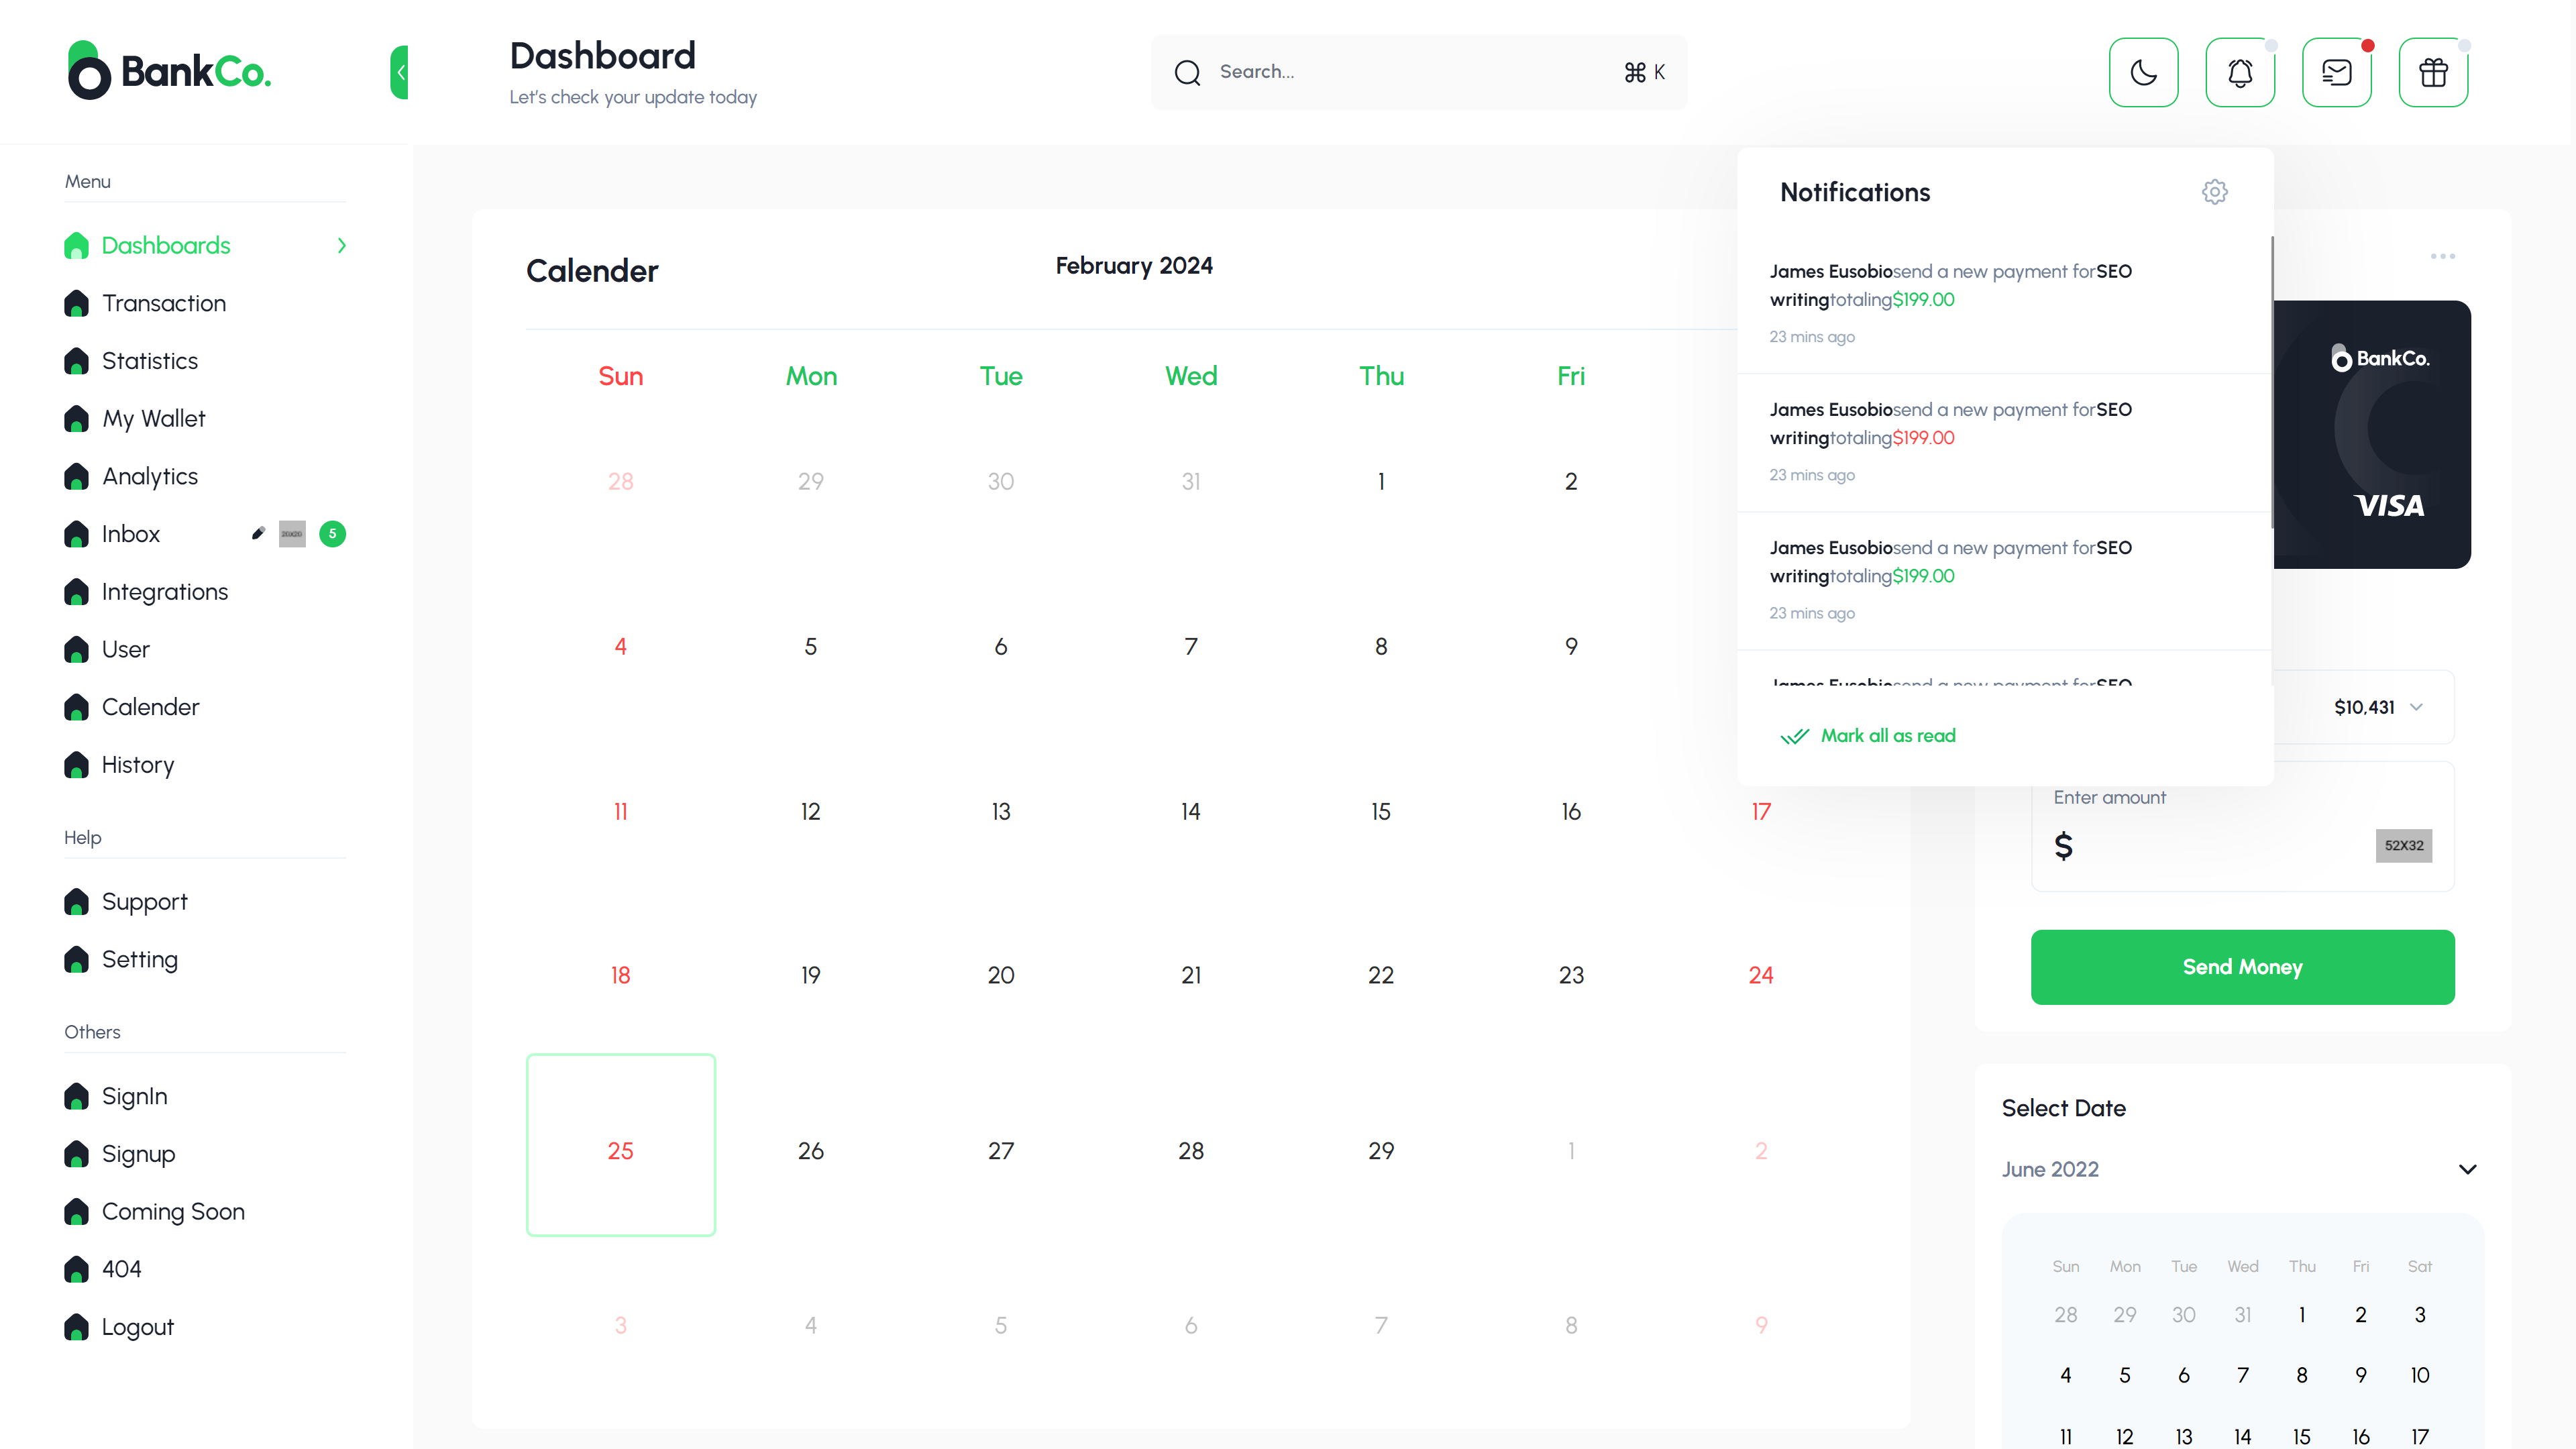 BankCo.
Dashboard
Let's check your update today
Search...
⌘ K
Menu
Dashboards
Transaction
Statistics
My Wallet
Analytics
Inbox
20X20
5
Integrations
User
Calender
History
Help
Support
Setting
Others
SignIn
Signup
Coming Soon
404
Logout
Calender
February 2024
Sun Mon Tue Wed Thu Fri
28 29 30 31 1 2
4 5 6 7 8 9
11 12 13 14 15 16 17
18 19 20 21 22 23 24
25 26 27 28 29 1 2
3 4 5 6 7 8 9
Notifications
James Eusobiosend a new payment forSEO
writingtotaling$199.00
23 mins ago
James Eusobiosend a new payment forSEO
writingtotaling$199.00
23 mins ago
James Eusobiosend a new payment forSEO
writingtotaling$199.00
23 mins ago
James Eusobiosend a new payment forSEO
Mark all as read
BankCo.
VISA
$10,431
Enter amount
$
52X32
Send Money
Select Date
June 2022
Sun Mon Tue Wed Thu Fri Sat
28 29 30 31 1 2 3
4 5 6 7 8 9 10
11 12 13 14 15 16 17